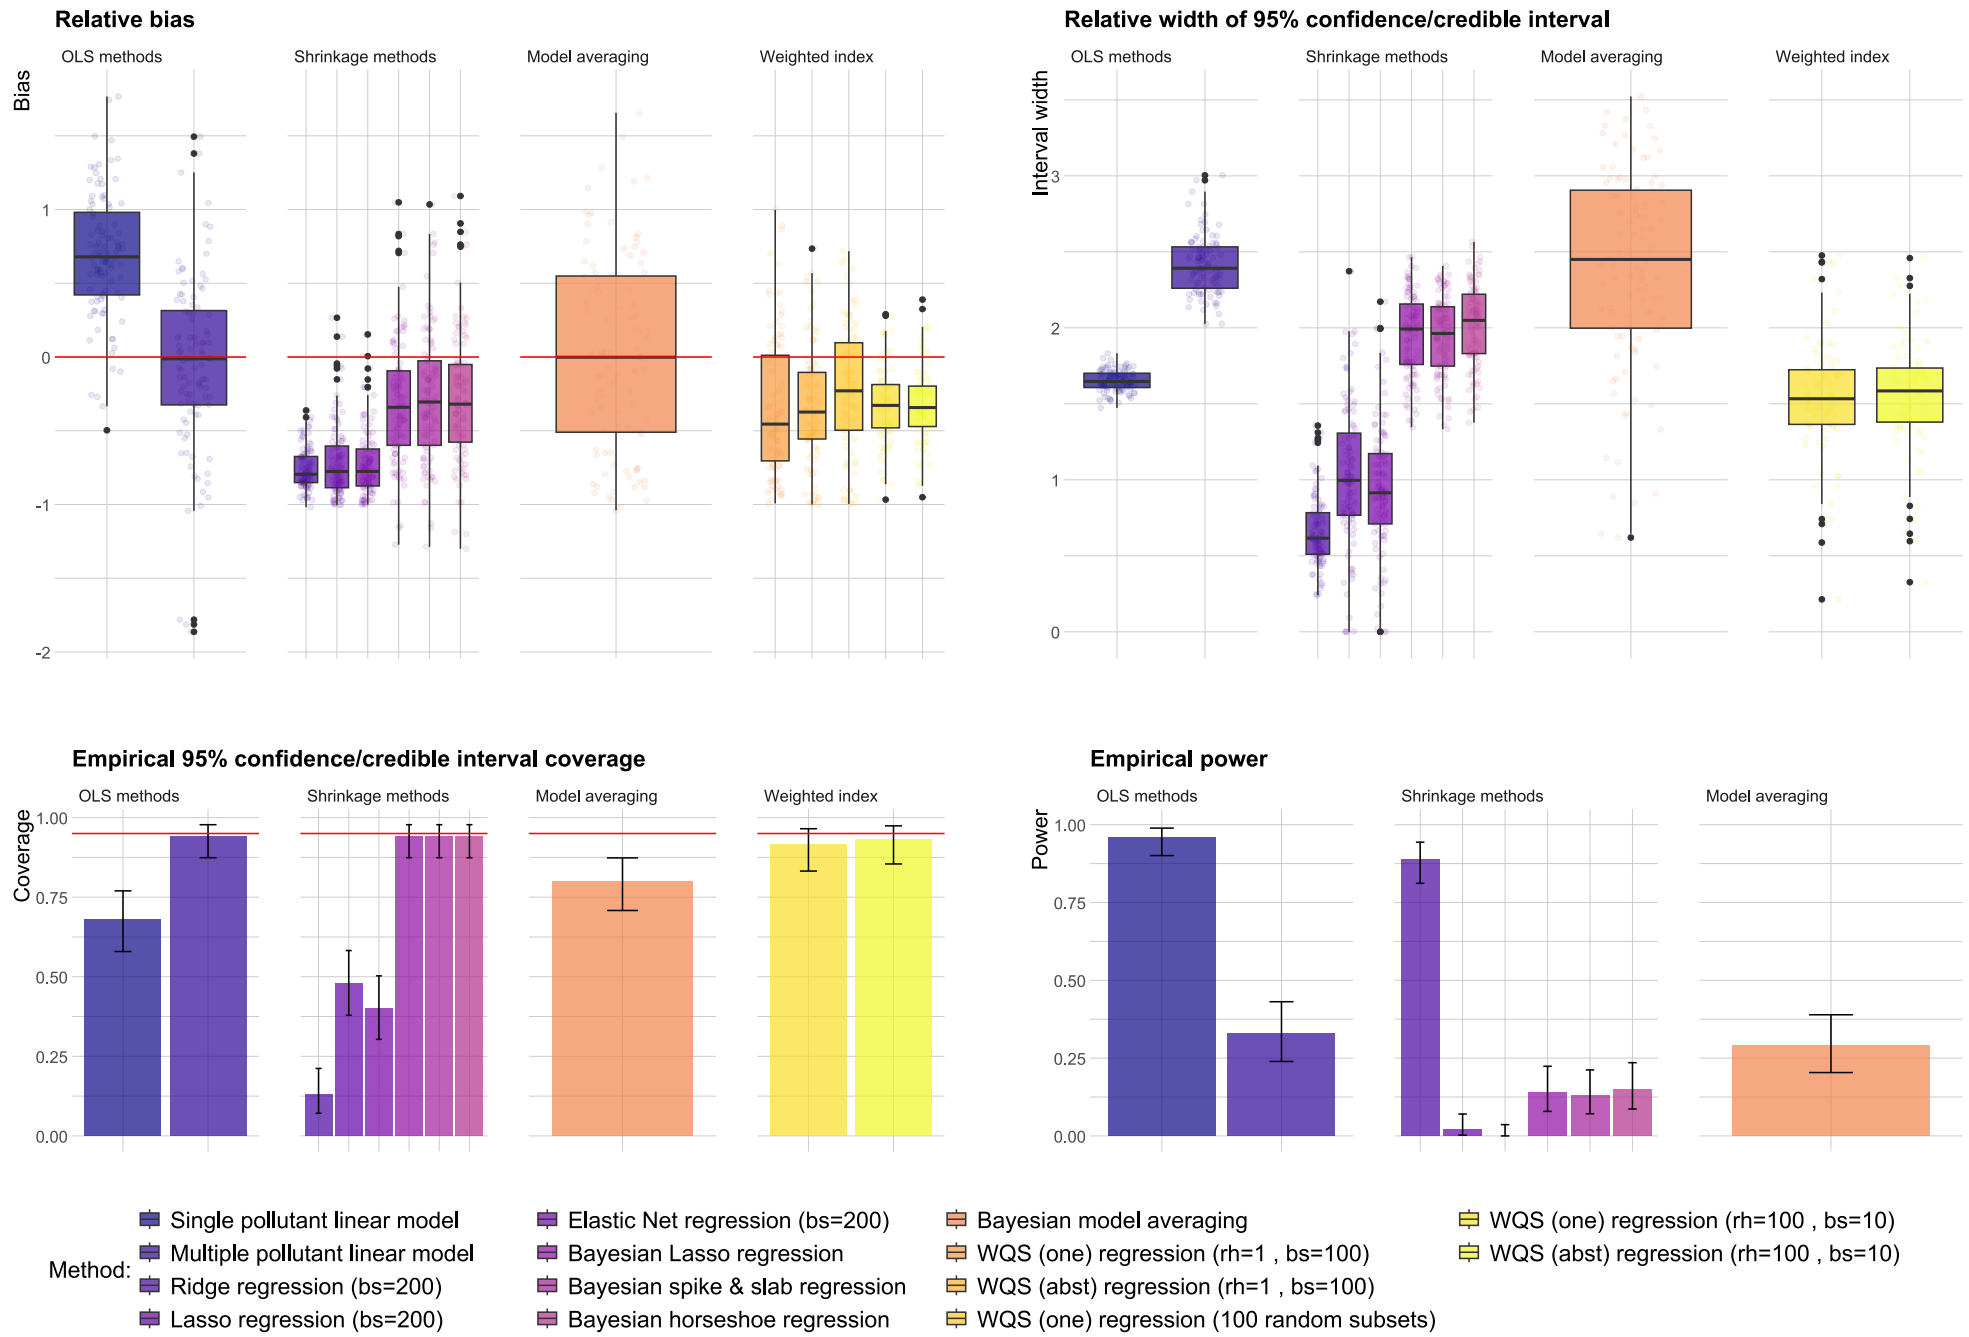 Relative bias
OLS methods
Shrinkage methods
Model averaging
Weighted index
Bias
1
0
-1
-2
Relative width of 95% confidence/credible interval
OLS methods
Shrinkage methods
Model averaging
Weighted index
Interval width
3
2
1
0
Empirical 95% confidence/credible interval coverage
OLS methods
Shrinkage methods
Model averaging
Weighted index
Coverage
1.00
0.75
0.50
0.25
0.00
Empirical power
OLS methods
Shrinkage methods
Model averaging
Power
1.00
0.75
0.50
0.25
0.00
Method:
Single pollutant linear model
Multiple pollutant linear model
Ridge regression (bs=200)
Lasso regression (bs=200)
Elastic Net regression (bs=200)
Bayesian Lasso regression
Bayesian spike & slab regression
Bayesian horseshoe regression
Bayesian model averaging
WQS (one) regression (rh=1 , bs=100)
WQS (abst) regression (rh=1 , bs=100)
WQS (one) regression (100 random subsets)
WQS (one) regression (rh=100 , bs=10)
WQS (abst) regression (rh=100 , bs=10)